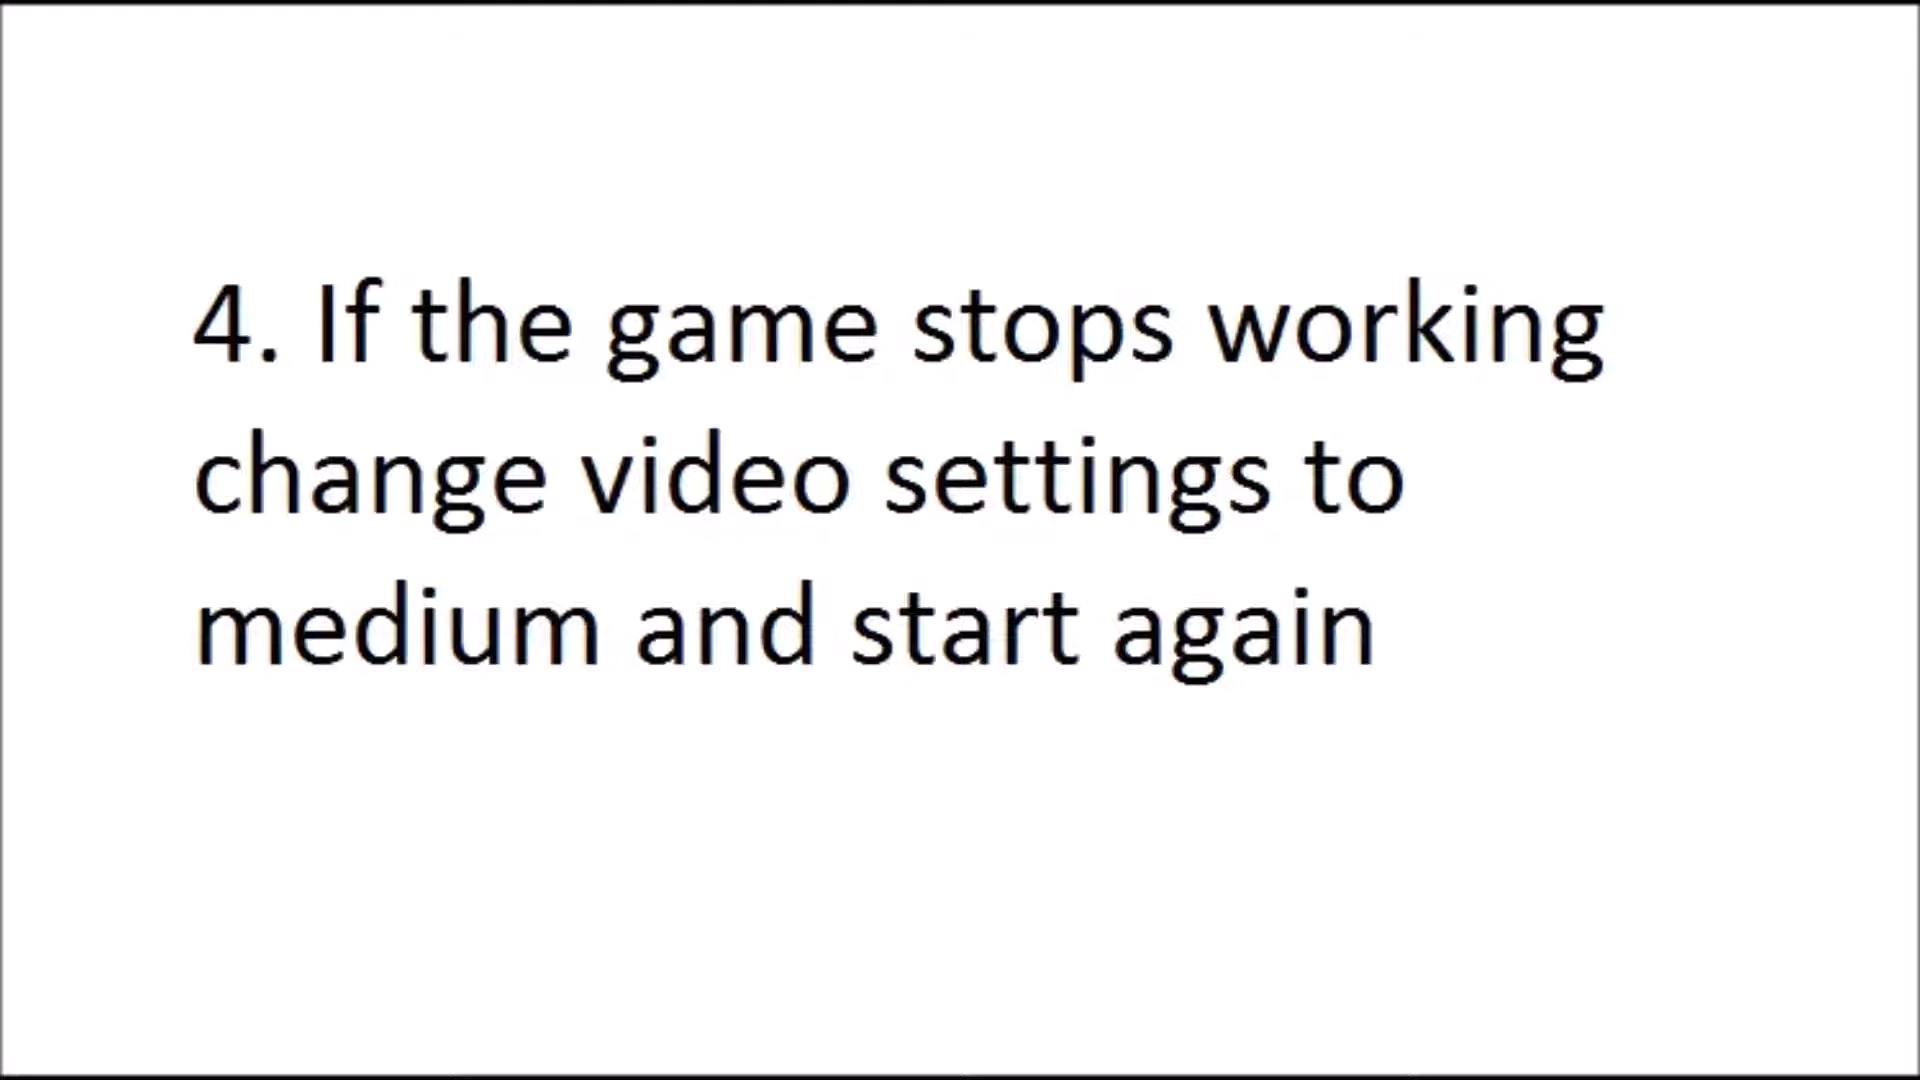 4. If the game stops working
change video settings to
medium and start again